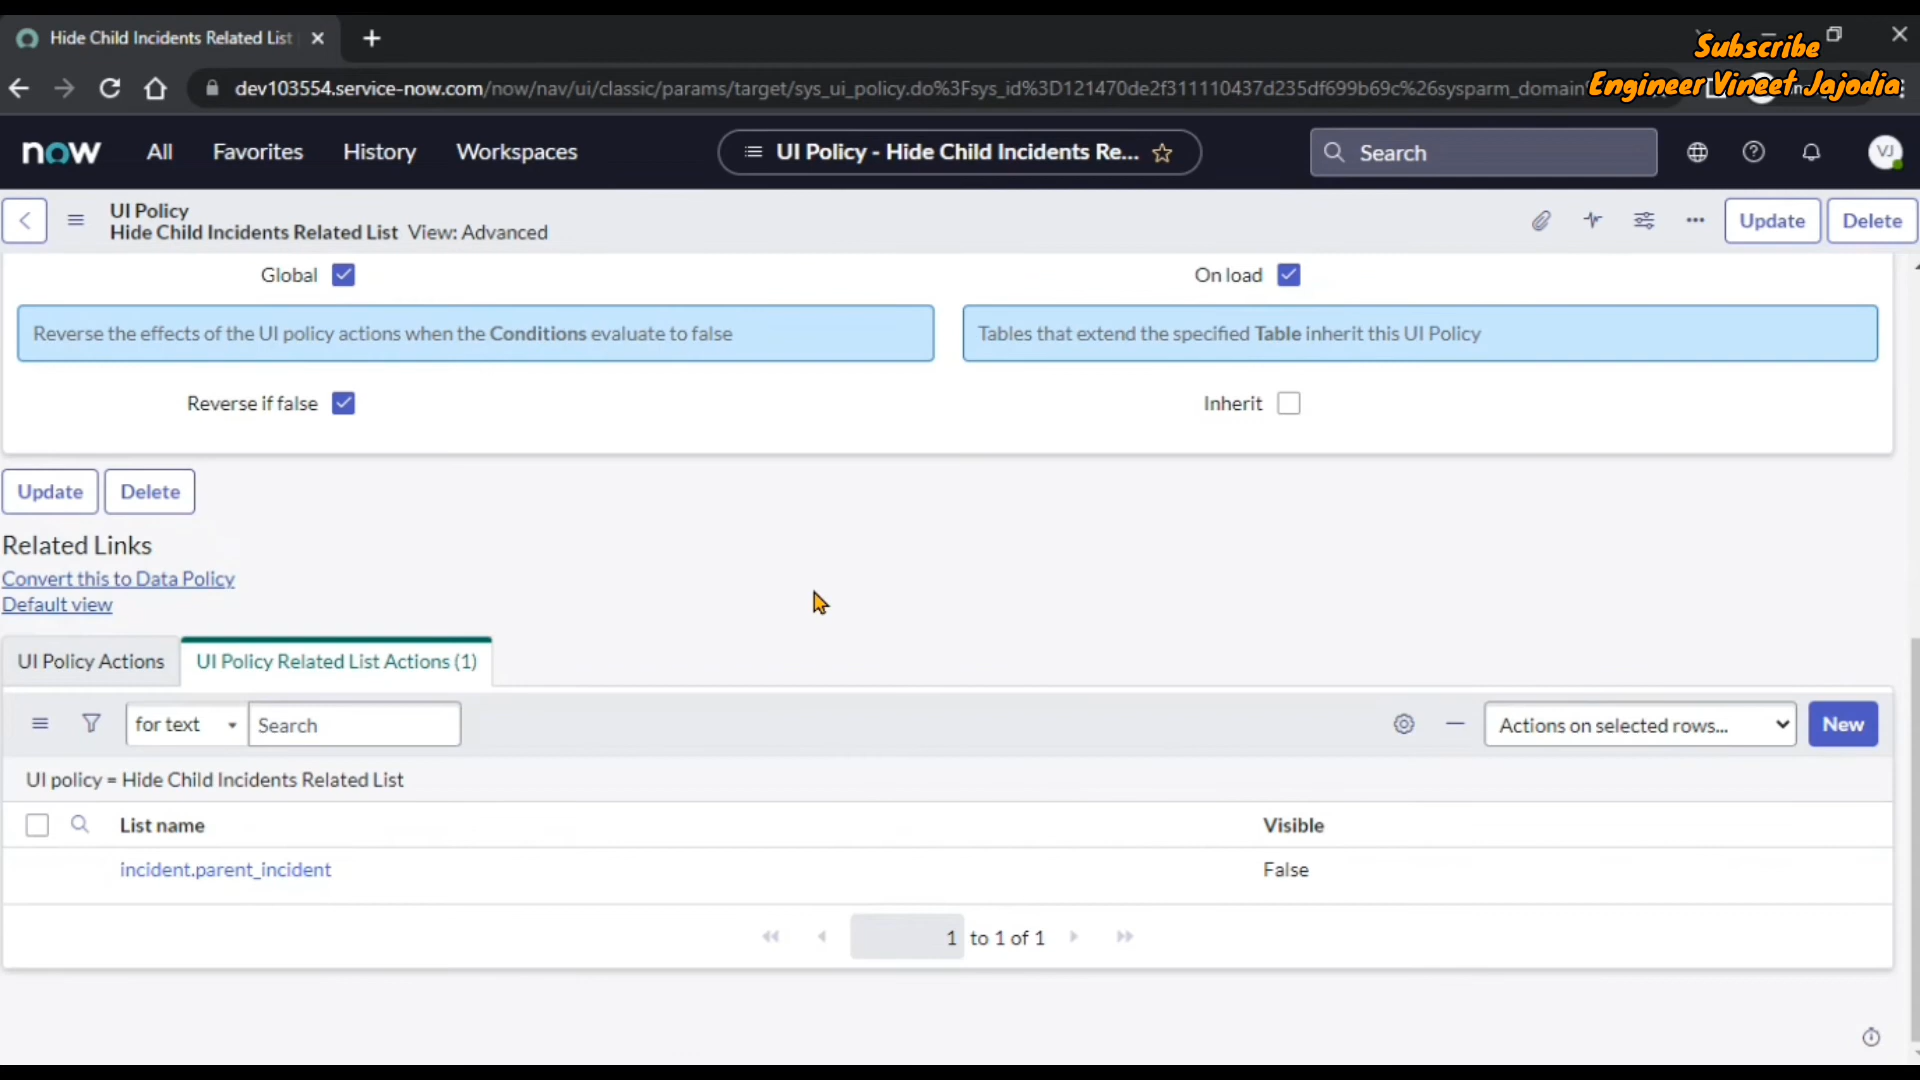 Hide Child Incidents Related List
Subscribe
Engineer Vineet Jajodia
dev103554.service-now.com/now/nav/ui/classic/params/target/sys_ui_policy.do%3Fsys_id%3D121470de2f311110437d235df699b69c%26sysparm_domain
now All Favorites History Workspaces UI Policy - Hide Child Incidents Re... Search VJ
UI Policy
Hide Child Incidents Related List View: Advanced
Update Delete
Global On load
Reverse the effects of the UI policy actions when the Conditions evaluate to false
Tables that extend the specified Table inherit this UI Policy
Reverse if false Inherit
Update Delete
Related Links
Convert this to Data Policy
Default view
UI Policy Actions UI Policy Related List Actions (1)
for text Search Actions on selected rows... New
UI policy = Hide Child Incidents Related List
List name Visible
incident.parent_incident False
1 to 1 of 1